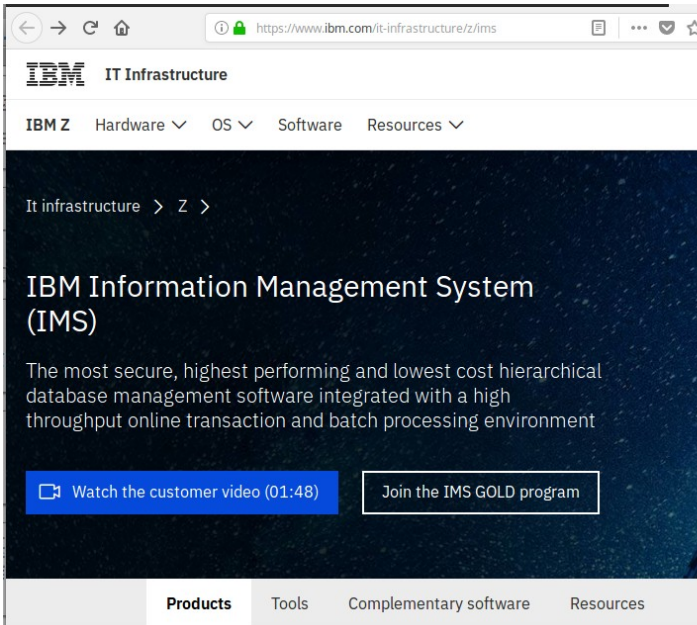 https://www.ibm.com/it-infrastructure/z/ims
IBM IT Infrastructure
IBM Z Hardware OS Software Resources
It infrastructure > Z >
IBM Information Management System
(IMS)
The most secure, highest performing and lowest cost hierarchical
database management software integrated with a high
throughput online transaction and batch processing environment
Watch the customer video (01:48) Join the IMS GOLD program
Products Tools Complementary software Resources